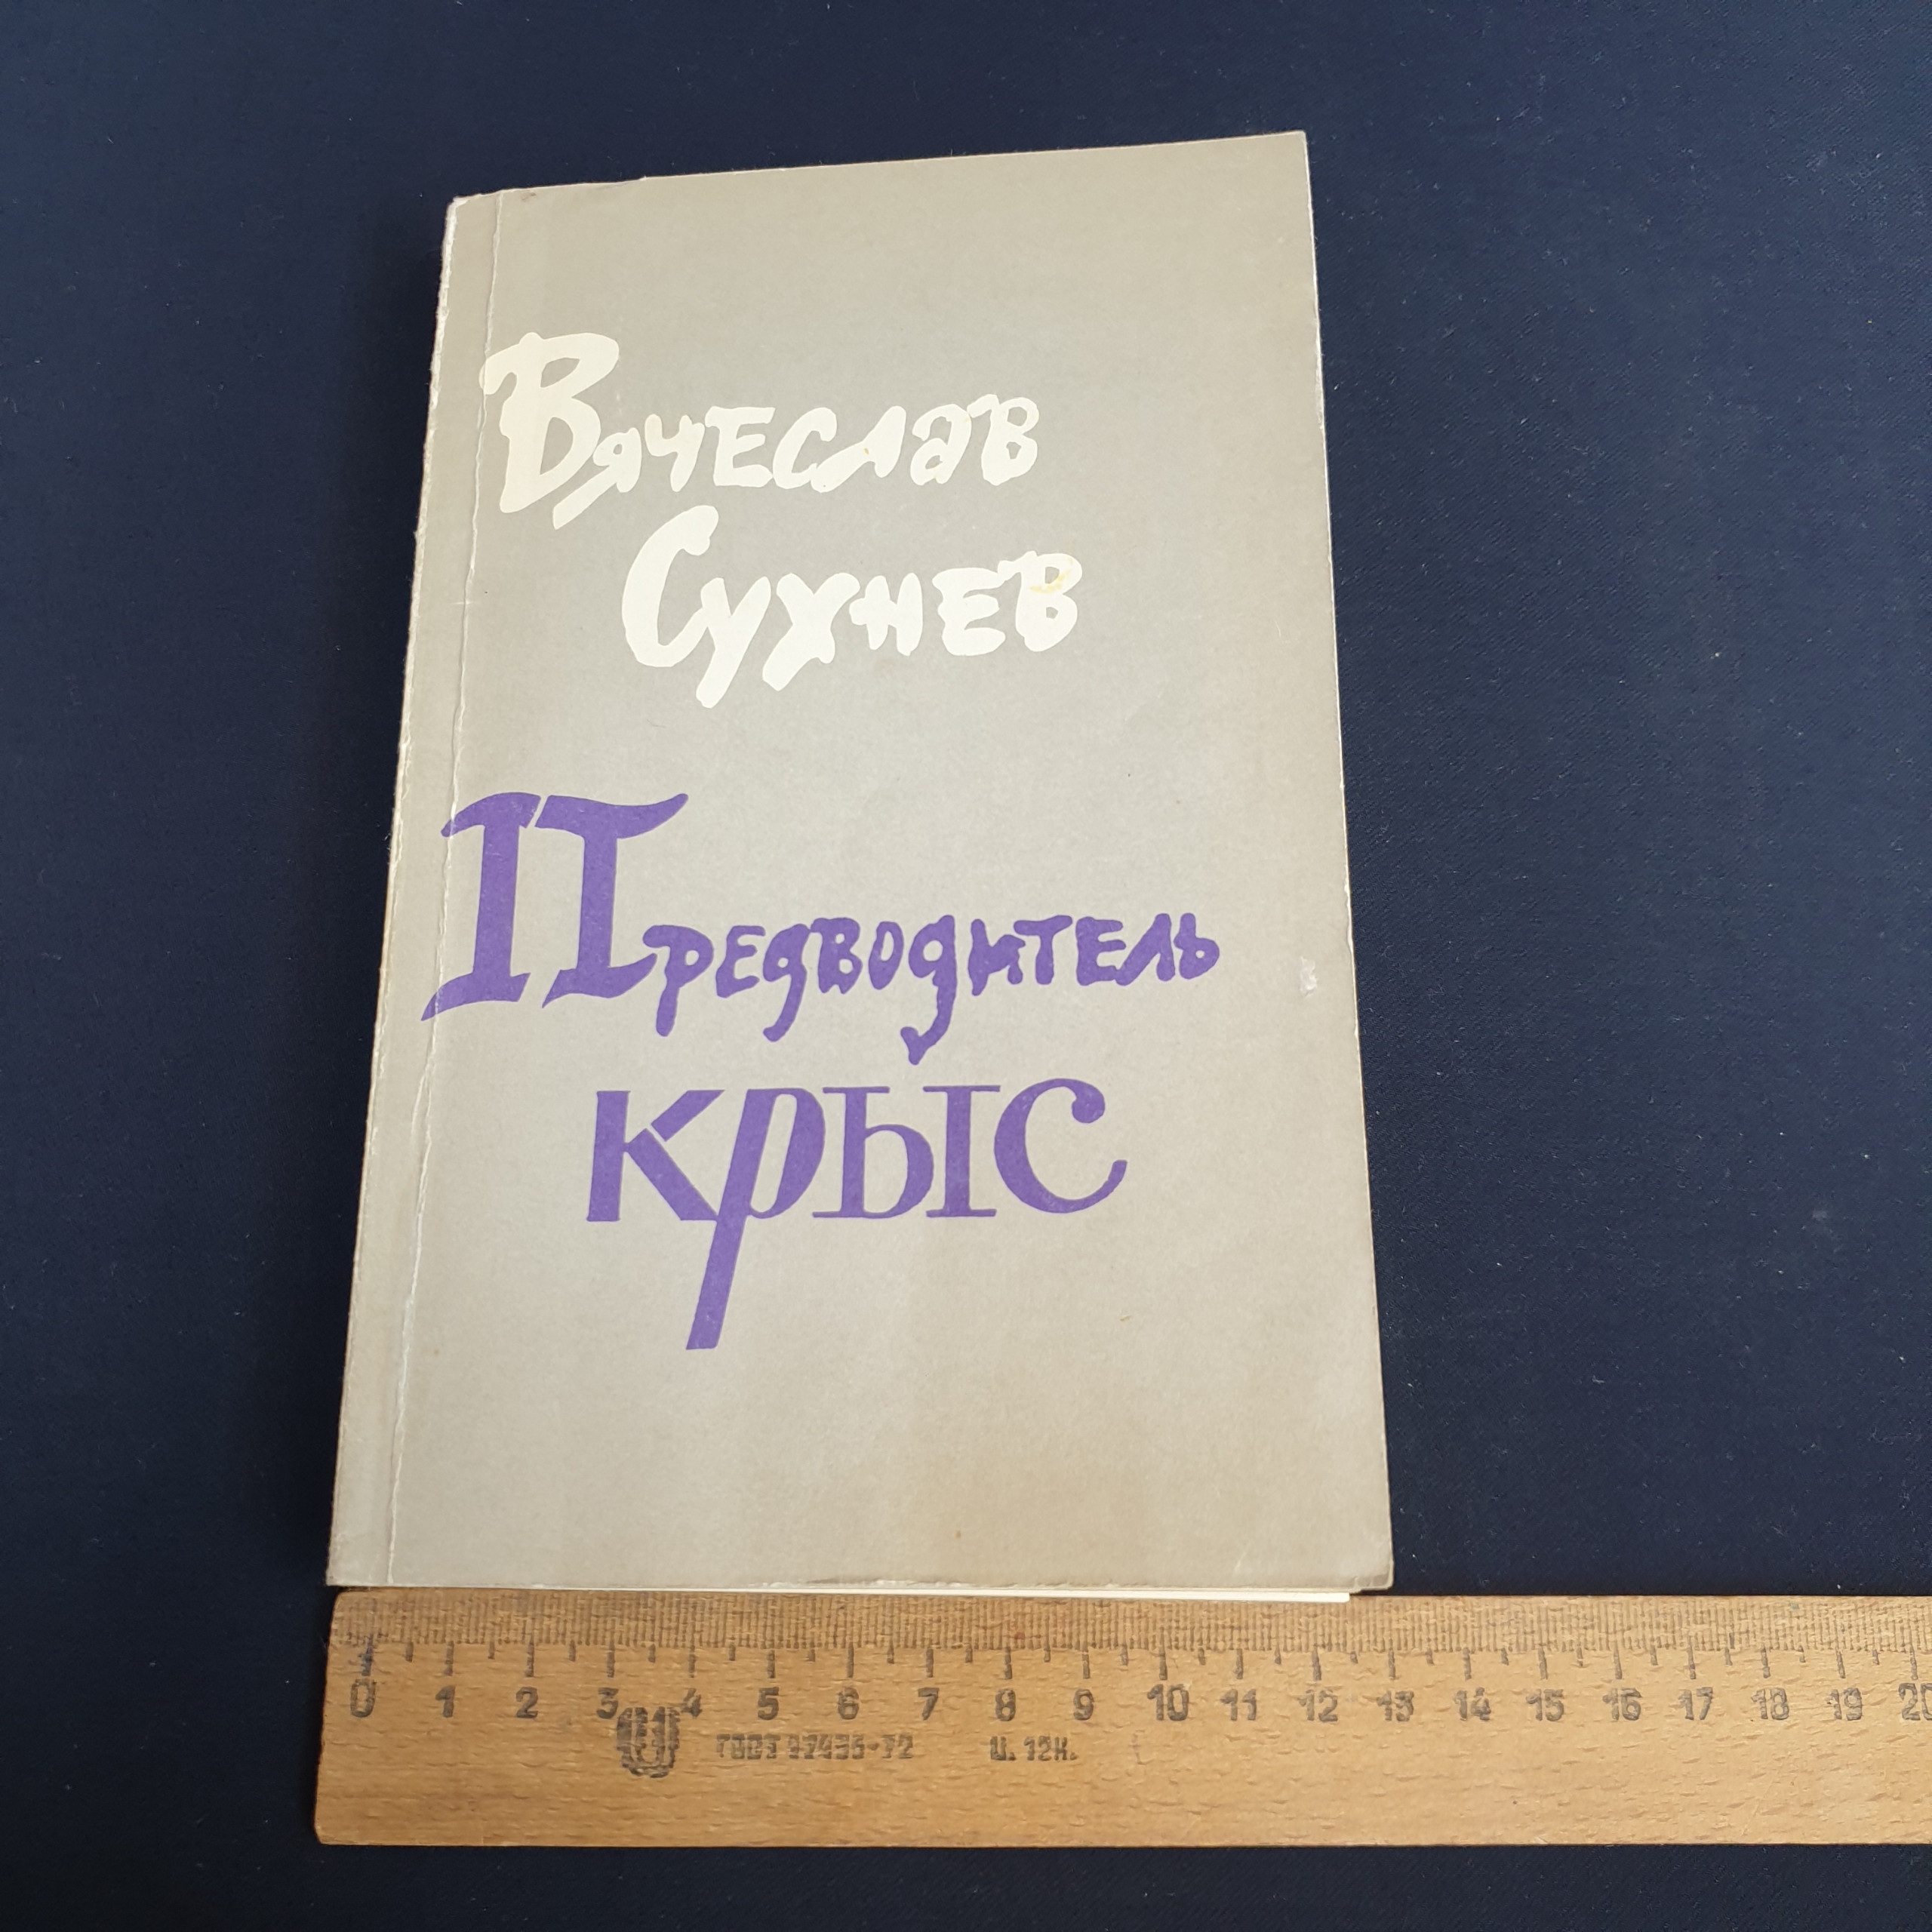 Вячеслав
Сухнев
Предводитель
крыс
0 1 2 3 4 5 6 7 8 9 10 11 12 13 14 15 16 17 18 19 20
ГОСТ 17435-72 Ц. 12к.